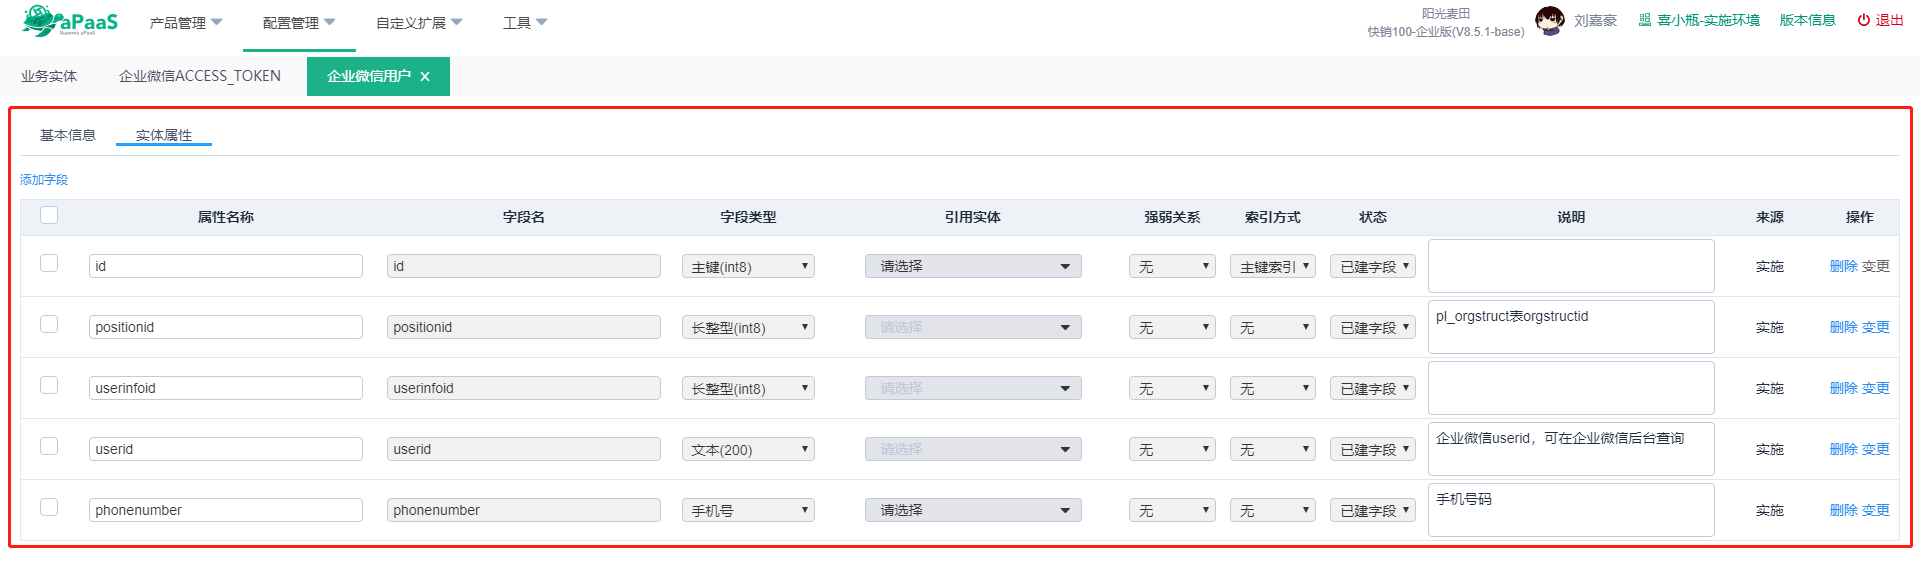 aPaaS
产品管理 配置管理 自定义扩展 工具
阳光麦田
快销100-企业版(V8.5.1-base)
刘嘉豪 喜小瓶-实施环境 版本信息 退出
业务实体 企业微信ACCESS_TOKEN 企业微信用户 X
基本信息 实体属性
添加字段
属性名称 字段名 字段类型 引用实体 强弱关系 索引方式 状态 说明 来源 操作
id id 主键(int8) 请选择 无 主键索引 已建字段 实施 删除 变更
positionid positionid 长整型(int8) 请选择 无 无 已建字段 pl_orgstruct表orgstructid 实施 删除 变更
userinfoid userinfoid 长整型(int8) 请选择 无 无 已建字段 实施 删除 变更
userid userid 文本(200) 请选择 无 无 已建字段 企业微信userid，可在企业微信后台查询 实施 删除 变更
phonenumber phonenumber 手机号 请选择 无 无 已建字段 手机号码 实施 删除 变更